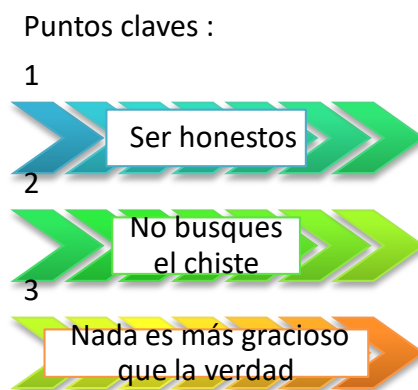 Puntos claves :
1
Ser honestos
2
No busques
el chiste
3
Nada es más gracioso
que la verdad